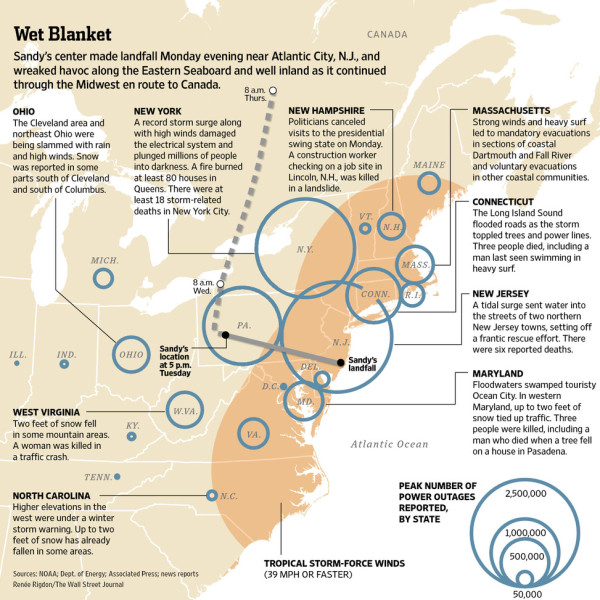 Wet Blanket
Sandy's center made landfall Monday evening near Atlantic City, N.J., and
wreaked havoc along the Eastern Seaboard and well inland as it continued
through the Midwest en route to Canada.
CANADA
8 a.m.
Thurs.
OHIO
The Cleveland area and
northeast Ohio were
being slammed with rain
and high winds. Snow
was reported in some
parts south of Cleveland
and south of Columbus.
NEW YORK
A record storm surge along
with high winds damaged
the electrical system and
plunged millions of people
into darkness. A fire burned
at least 80 houses in
Queens. There were at
least 18 storm-related
deaths in New York City.
NEW HAMPSHIRE
Politicians canceled
visits to the presidential
swing state on Monday.
A construction worker
checking on a job site in
Lincoln, N.H., was killed
in a landslide.
MASSACHUSETTS
Strong winds and heavy surf
led to mandatory evacuations
in sections of coastal
Dartmouth and Fall River
and voluntary evacuations
in other coastal communities.
MAINE
VT.
N.H.
CONNECTICUT
The Long Island Sound
flooded roads as the storm
toppled trees and power lines.
Three people died, including a
man last seen swimming in
heavy surf.
N.Y.
MASS.
MICH.
8 a.m.
Wed.
CONN.
R.I.
NEW JERSEY
A tidal surge sent water into
the streets of two northern
New Jersey towns, setting off
a frantic rescue effort. There
were six reported deaths.
PA.
N.J.
Sandy's
location
at 5 p.m.
Tuesday
Sandy's
landfall
ILL.
IND.
OHIO
DEL.
D.C.
MD.
MARYLAND
Floodwaters swamped touristy
Ocean City. In western
Maryland, up to two feet of
snow tied up traffic. Three
people were killed, including a
man who died when a tree fell
on a house in Pasadena.
WEST VIRGINIA
Two feet of snow fell
in some mountain areas.
A woman was killed in
a traffic crash.
W.VA.
KY.
VA.
Atlantic Ocean
TENN.
NORTH CAROLINA
Higher elevations in the
west were under a winter
storm warning. Up to two
feet of snow has already
fallen in some areas.
N.C.
PEAK NUMBER OF
POWER OUTAGES
REPORTED,
BY STATE
2,500,000
1,000,000
500,000
50,000
TROPICAL STORM-FORCE WINDS
(39 MPH OR FASTER)
Sources: NOAA; Dept. of Energy; Associated Press; news reports
Renée Rigdon/The Wall Street Journal